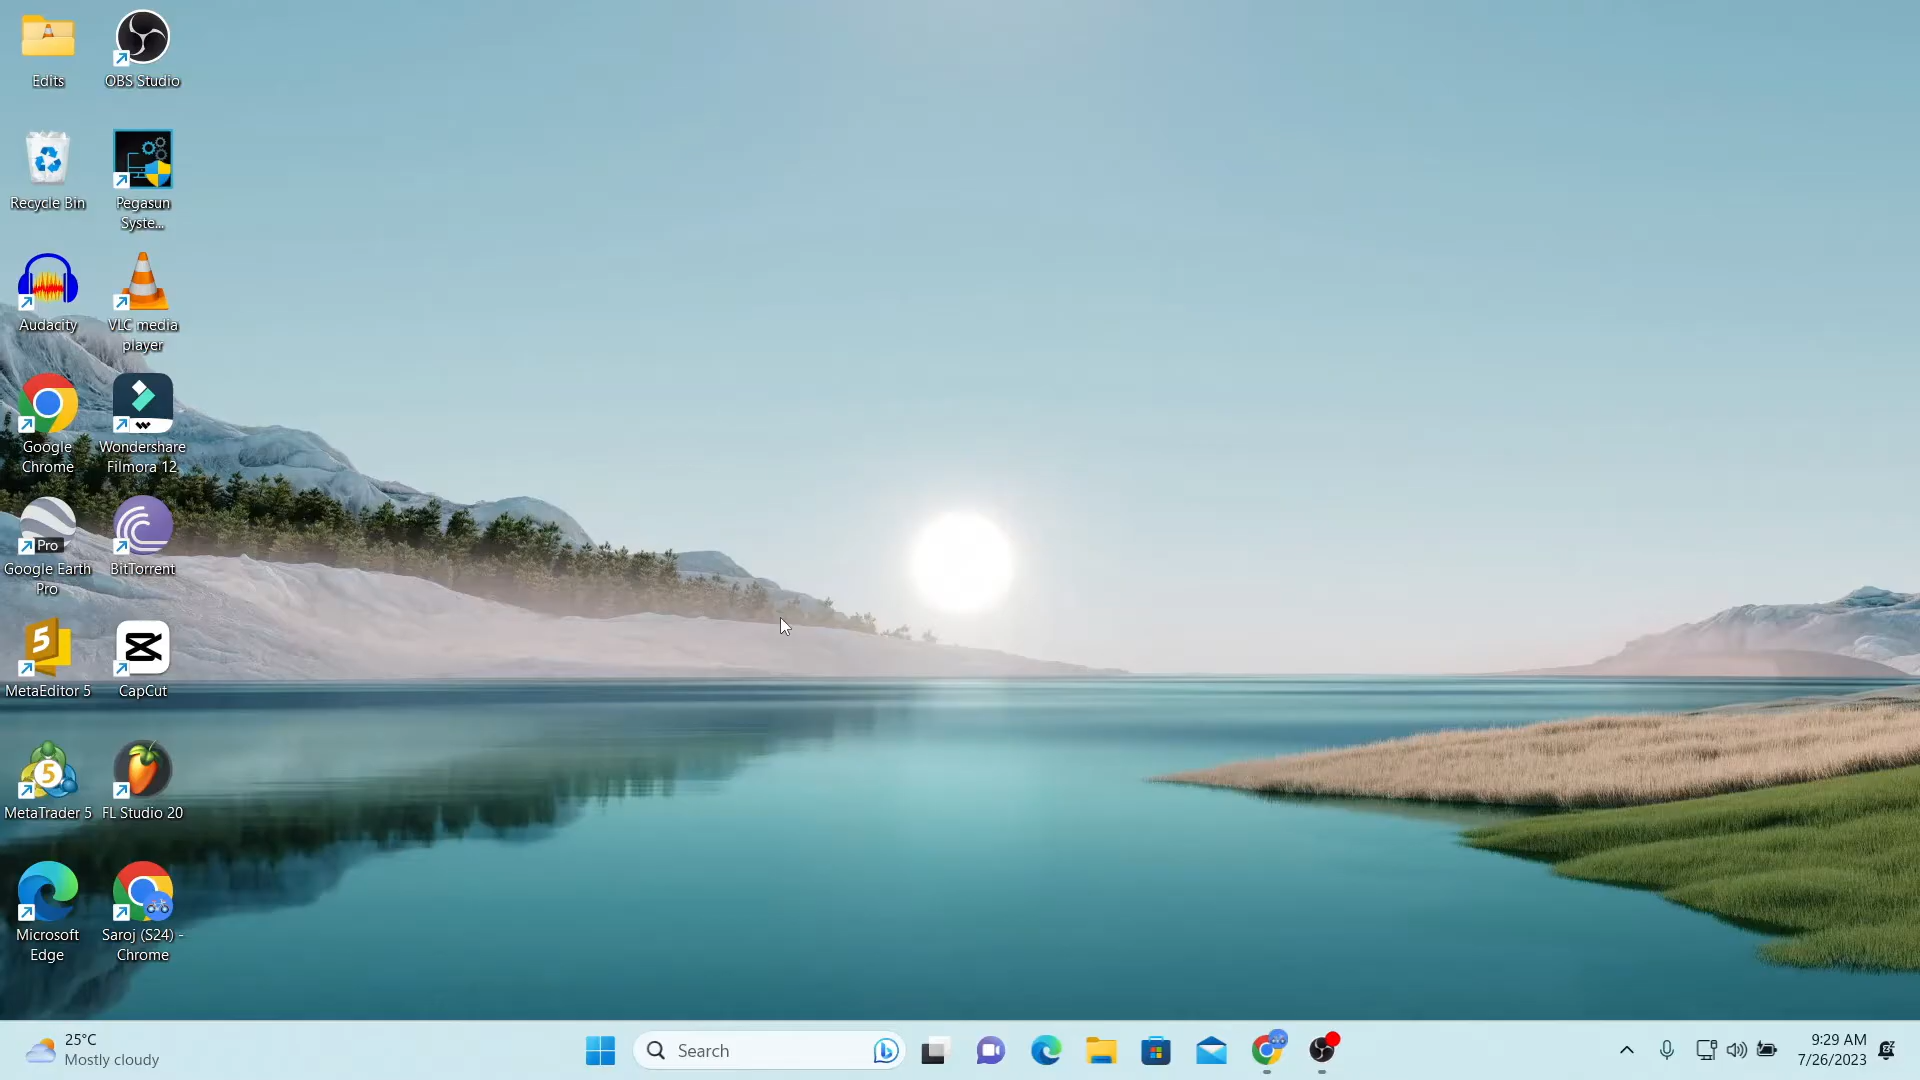 Edits
OBS Studio
Recycle Bin
Pegasun
Syste...
Audacity
VLC media
player
Google
Chrome
Wondershare
Filmora 12
Pro
Google Earth
Pro
BitTorrent
5
MetaEditor 5
CapCut
5
MetaTrader 5
FL Studio 20
Microsoft
Edge
Saroj (S24) -
Chrome
25°C
Mostly cloudy
Search
9:29 AM
7/26/2023